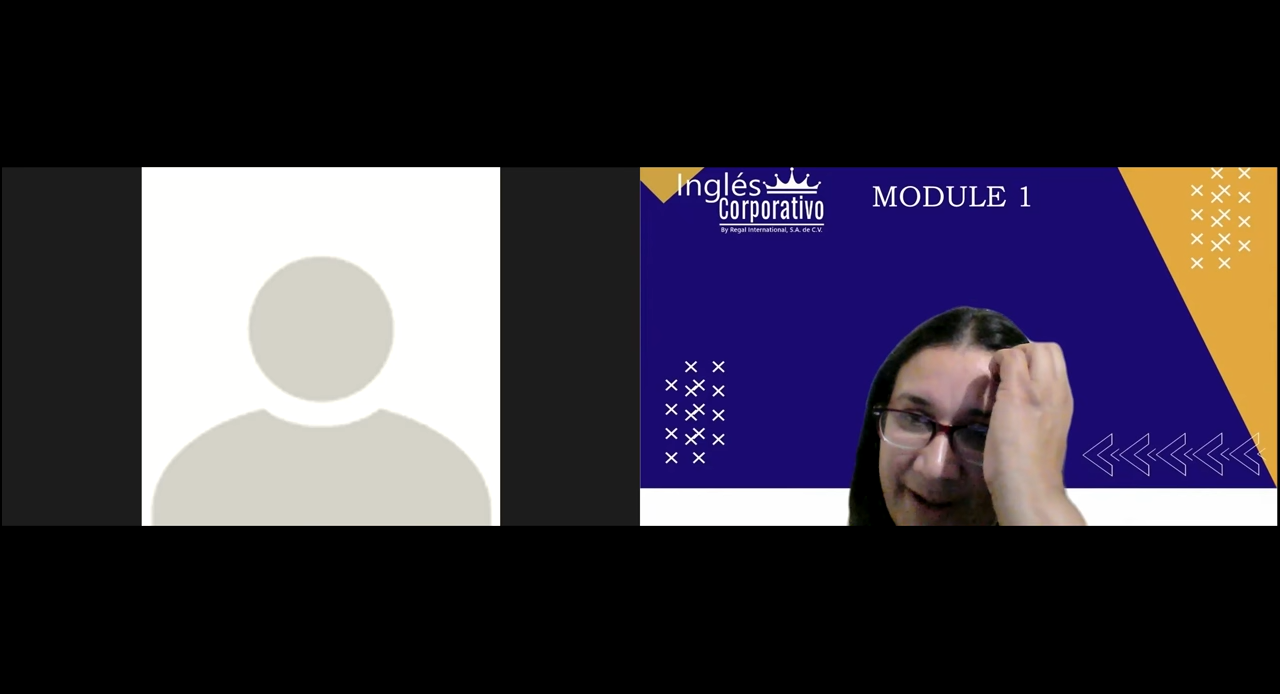 Inglés
Corporativo
By Regal International, S.A. de C.V.
MODULE 1